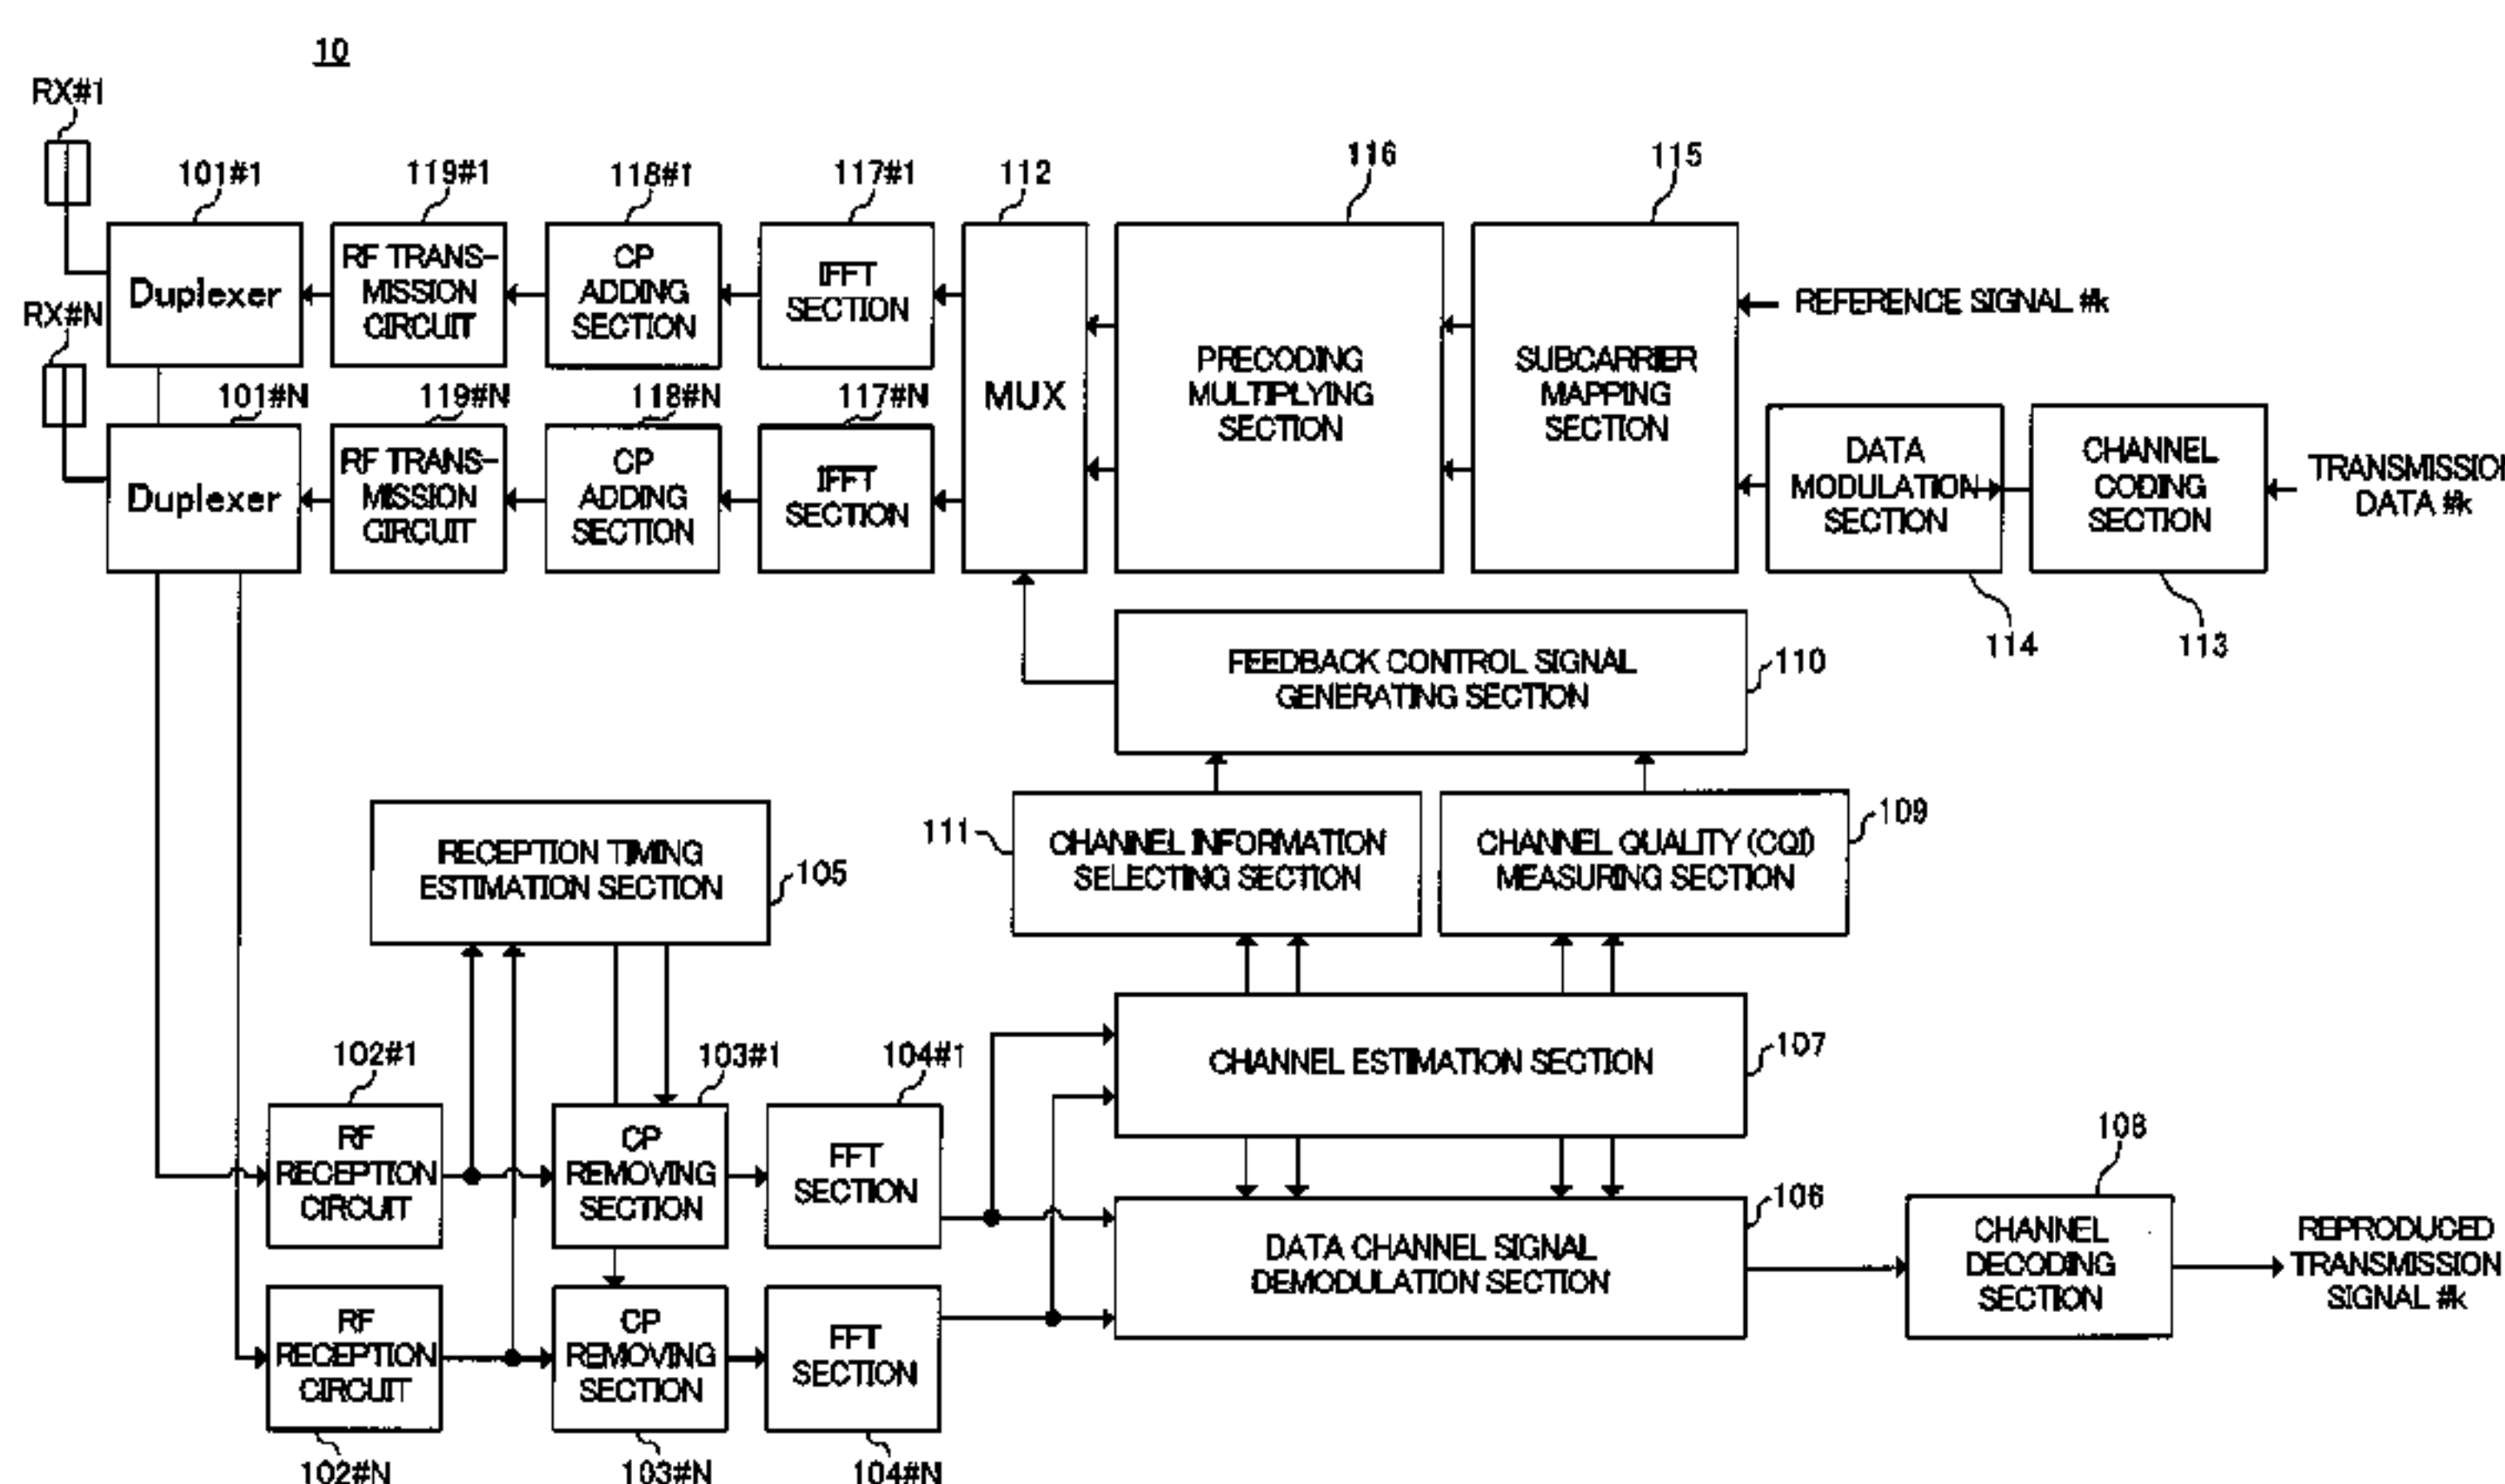 10
RX#1
101#1
119#1
118#1
117#1
112
116
115
Duplexer
RF TRANS-
MISSION
CIRCUIT
CP
ADDING
SECTION
IFFT
SECTION
MUX
PRECODING
MULTIPLYING
SECTION
SUBCARRIER
MAPPING
SECTION
REFERENCE SIGNAL #k
RX#N
101#N
119#N
118#N
117#N
Duplexer
RF TRANS-
MISSION
CIRCUIT
CP
ADDING
SECTION
IFFT
SECTION
DATA
MODULATION
SECTION
CHANNEL
CODING
SECTION
TRANSMISSION
DATA #k
114
113
FEEDBACK CONTROL SIGNAL
GENERATING SECTION
110
RECEPTION TIMING
ESTIMATION SECTION
105
111
CHANNEL INFORMATION
SELECTING SECTION
CHANNEL QUALITY (CQI)
MEASURING SECTION
109
102#1
103#1
104#1
CHANNEL ESTIMATION SECTION
107
RF
RECEPTION
CIRCUIT
CP
REMOVING
SECTION
FFT
SECTION
DATA CHANNEL SIGNAL
DEMODULATION SECTION
106
108
CHANNEL
DECODING
SECTION
REPRODUCED
TRANSMISSION
SIGNAL #k
RF
RECEPTION
CIRCUIT
CP
REMOVING
SECTION
FFT
SECTION
102#N
103#N
104#N